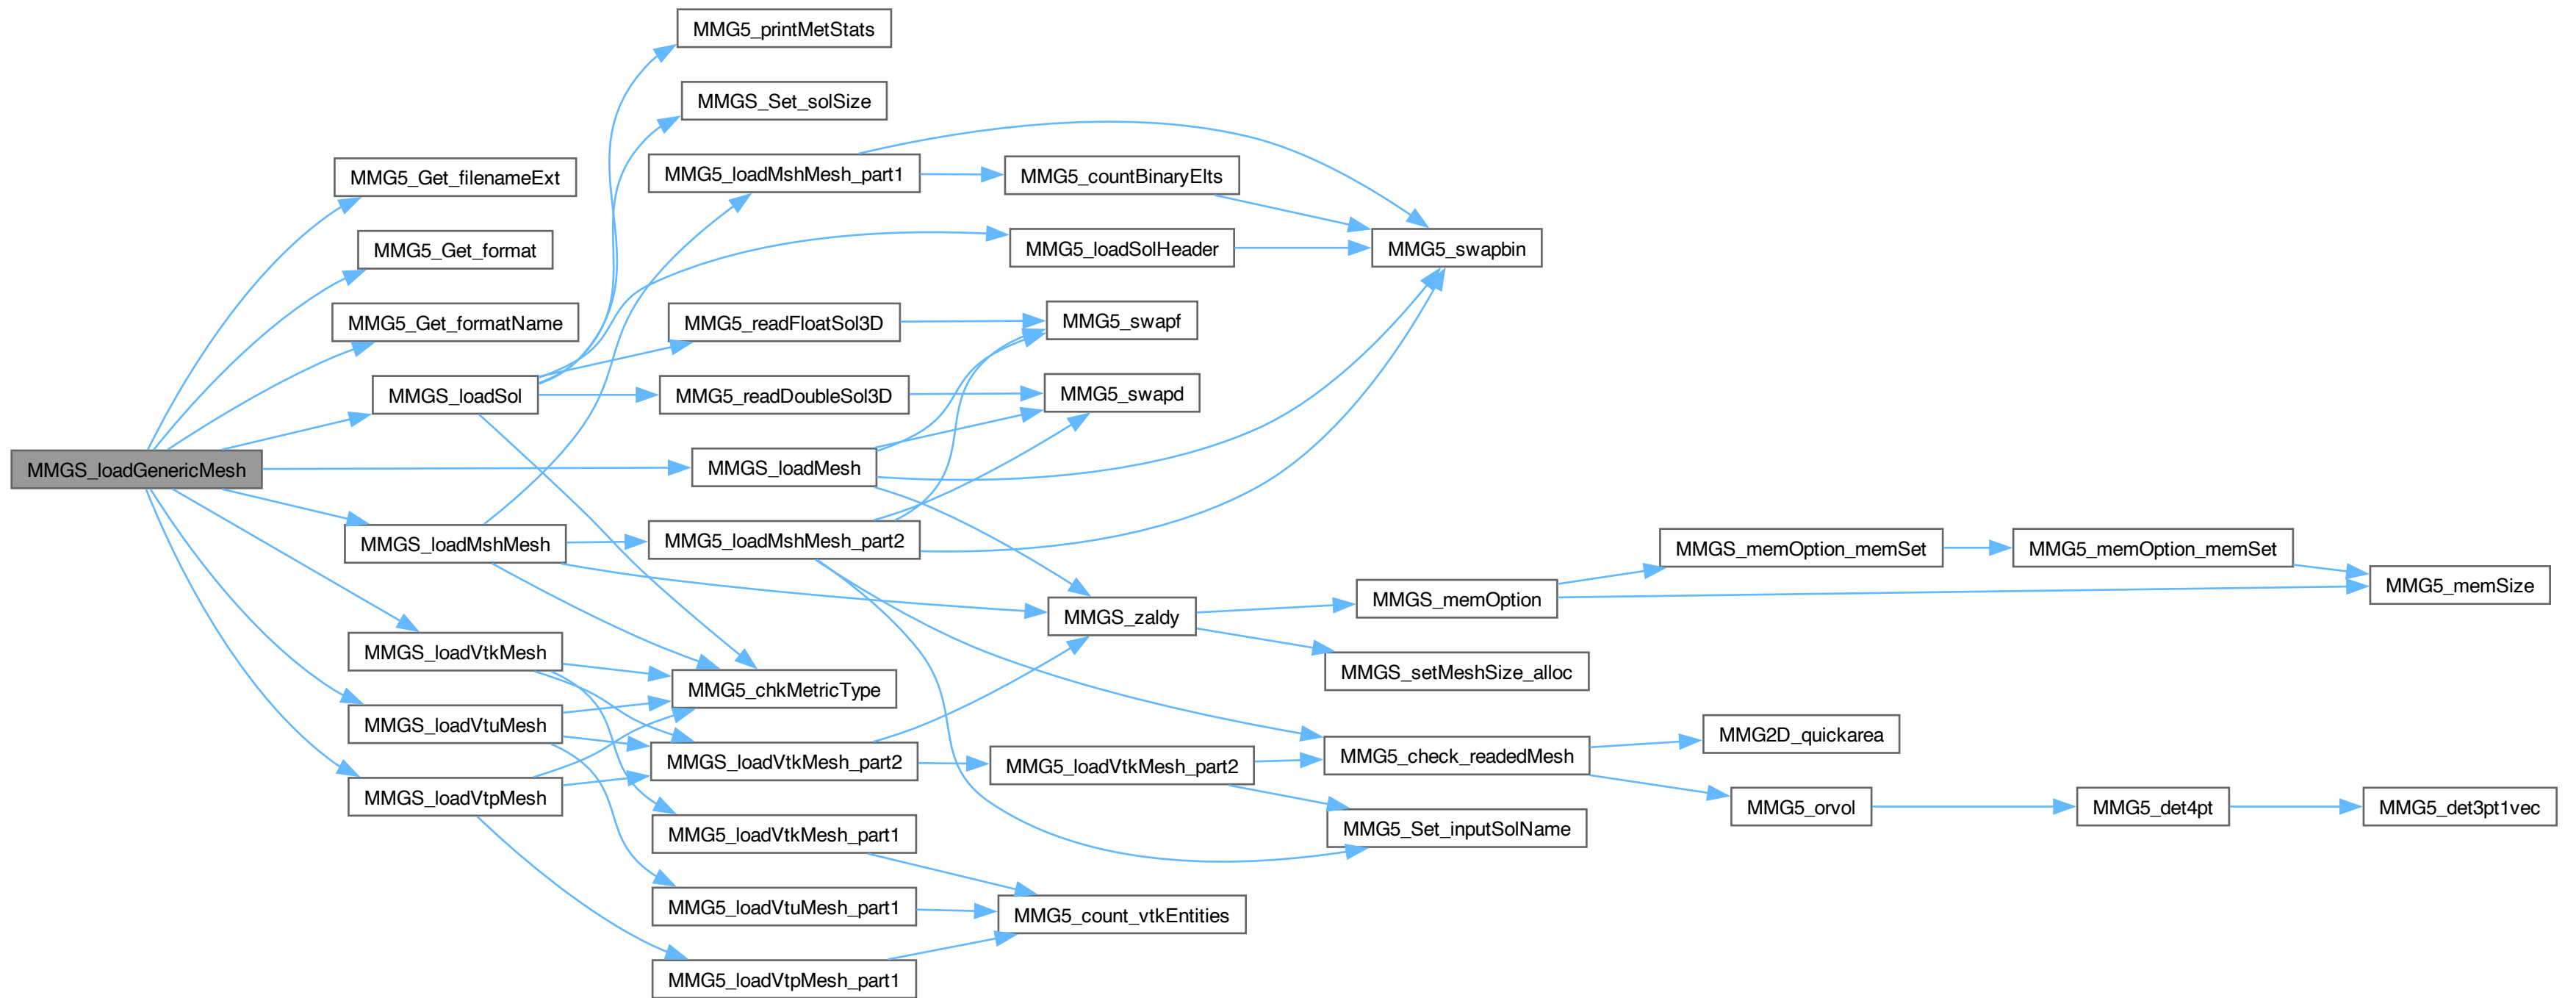 MMGS_loadGenericMesh
MMG5_Get_filenameExt
MMG5_Get_format
MMG5_Get_formatName
MMGS_loadSol
MMGS_loadMshMesh
MMGS_loadVtkMesh
MMGS_loadVtuMesh
MMGS_loadVtpMesh
MMG5_printMetStats
MMGS_Set_solSize
MMG5_loadMshMesh_part1
MMG5_readFloatSol3D
MMG5_readDoubleSol3D
MMGS_loadMesh
MMG5_loadMshMesh_part2
MMG5_chkMetricType
MMGS_loadVtkMesh_part2
MMG5_loadVtkMesh_part1
MMG5_loadVtuMesh_part1
MMG5_loadVtpMesh_part1
MMG5_countBinaryElts
MMG5_loadSolHeader
MMG5_swapf
MMG5_swapd
MMGS_zaldy
MMG5_loadVtkMesh_part2
MMG5_count_vtkEntities
MMG5_swapbin
MMGS_memOption
MMGS_setMeshSize_alloc
MMG5_check_readedMesh
MMG5_Set_inputSolName
MMGS_memOption_memSet
MMG2D_quickarea
MMG5_orvol
MMG5_memOption_memSet
MMG5_det4pt
MMG5_memSize
MMG5_det3pt1vec